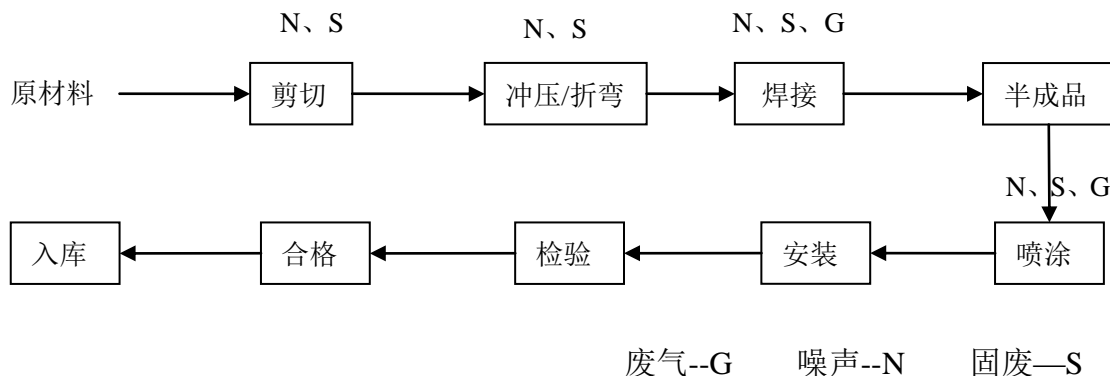 N、S N、S N、S、G
原材料 剪切 冲压/折弯 焊接 半成品
N、S、G
入库 合格 检验 安装 喷涂
废气--G 噪声--N 固废—S